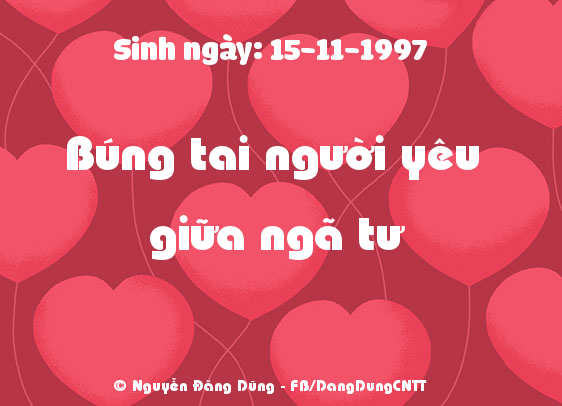 Sinh ngày: 15-11-1997
Búng tai người yêu
giữa ngã tư
© Nguyễn Đăng Dũng - FB/DangDungCNTT